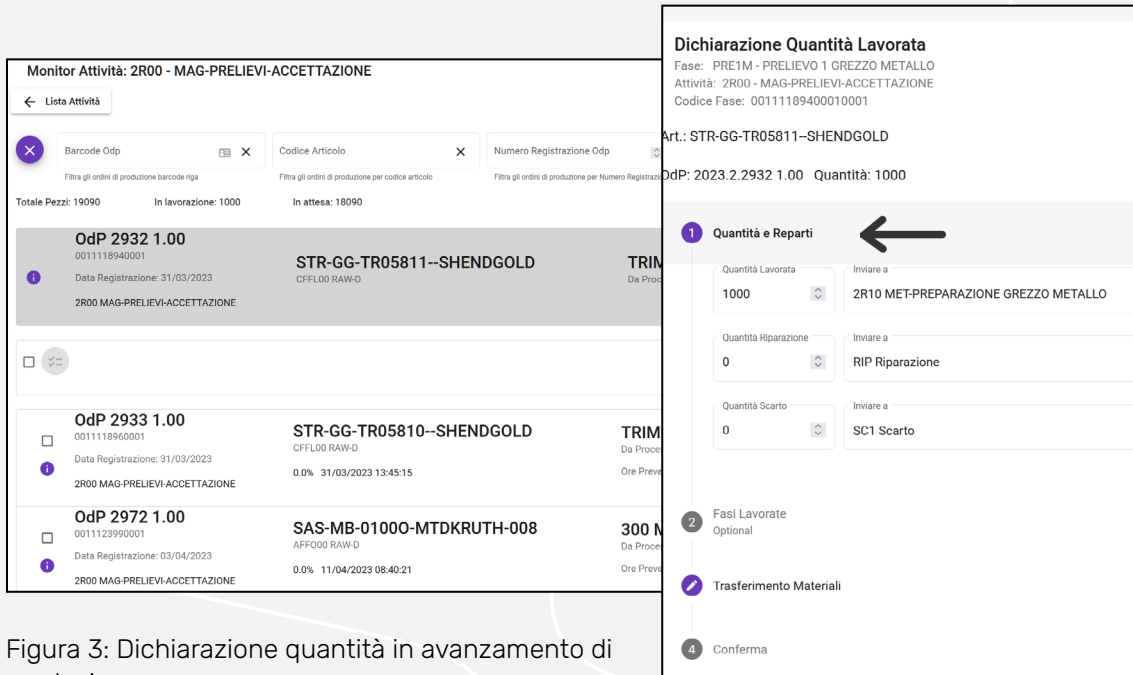 Monitor Attività: 2R00 - MAG-PRELIEVI-ACCETTAZIONE
Lista Attività
Barcode Odp
Codice Articolo
Numero Registrazione Odp
Filtra gli ordini di produzione barcode riga
Filtra gli ordini di produzione per codice articolo
Filtra gli ordini di produzione per Numero
Totale Pezzi: 19090 In lavorazione: 1000 In attesa: 18090
OdP 2932 1.00
0011118940001
STR-GG-TR05811--SHENDGOLD
CFFL00 RAW-D
Data Registrazione: 31/03/2023
2R00 MAG-PRELIEVI-ACCETTAZIONE
OdP 2933 1.00
0011118960001
STR-GG-TR05810--SHENDGOLD
CFFL00 RAW-D
Data Registrazione: 31/03/2023
0.0% 31/03/2023 13:45:15
2R00 MAG-PRELIEVI-ACCETTAZIONE
OdP 2972 1.00
0011123990001
SAS-MB-0100O-MTDKRUTH-008
AFFO00 RAW-D
300
Data Registrazione: 03/04/2023
0.0% 11/04/2023 08:40:21
2R00 MAG-PRELIEVI-ACCETTAZIONE
Figura 3: Dichiarazione quantità in avanzamento di
Dichiarazione Quantità Lavorata
Fase: PRE1M - PRELIEVO 1 GREZZO METALLO
Attività: 2R00 - MAG-PRELIEVI-ACCETTAZIONE
Codice Fase: 00111189400010001
Art.: STR-GG-TR05811--SHENDGOLD
OdP: 2023.2.2932 1.00 Quantità: 1000
1 Quantità e Reparti
Quantità Lavorata Inviare a
1000 2R10 MET-PREPARAZIONE GREZZO METALLO
Quantità Riparazione Inviare a
0 RIP Riparazione
Quantità Scarto Inviare a
0 SC1 Scarto
2 Fasi Lavorate
Optional
Trasferimento Materiali
4 Conferma